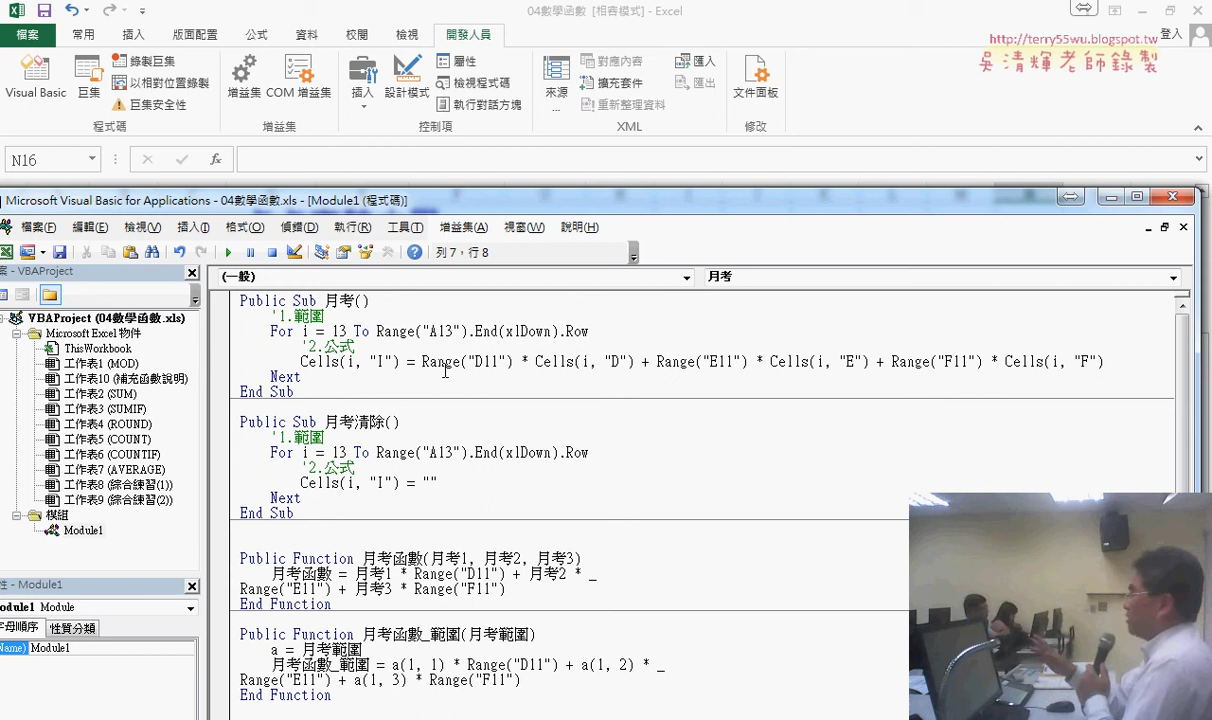 04數學函數 [相容模式] - Excel
檔案 常用 插入 版面配置 公式 資料 校閱 檢視 開發人員 登入
http://terry55wu.blogspot.tw
吳清輝老師錄製
Visual Basic 巨集 錄製巨集 以相對位置錄製 巨集安全性 增益集 COM 增益集 插入 設計模式 屬性 檢視程式碼 執行對話方塊 來源 ... 對應內容 擴充套件 重新整理資料 匯入 匯出 文件面板
程式碼 增益集 控制項 XML 修改
N16 fx
Microsoft Visual Basic for Applications - 04數學函數.xls - [Module1 (程式碼)]
檔案(F) 編輯(E) 檢視(V) 插入(I) 格式(O) 偵錯(D) 執行(R) 工具(T) 增益集(A) 視窗(W) 說明(H)
列 7，行 8
案 - VBAProject
VBAProject (04數學函數.xls)
Microsoft Excel 物件
ThisWorkbook
工作表1 (MOD)
工作表10 (補充函數說明)
工作表2 (SUM)
工作表3 (SUMIF)
工作表4 (ROUND)
工作表5 (COUNT)
工作表6 (COUNTIF)
工作表7 (AVERAGE)
工作表8 (綜合練習(1))
工作表9 (綜合練習(2))
模組
Module1
性 - Module1
odule1 Module
字母順序 性質分類
Name) Module1
(一般) 月考
Public Sub 月考()
'1.範圍
For i = 13 To Range("A13").End(xlDown).Row
'2.公式
Cells(i, "I") = Range("D11") * Cells(i, "D") + Range("E11") * Cells(i, "E") + Range("F11") * Cells(i, "F")
Next
End Sub
Public Sub 月考清除()
'1.範圍
For i = 13 To Range("A13").End(xlDown).Row
'2.公式
Cells(i, "I") = ""
Next
End Sub
Public Function 月考函數(月考1, 月考2, 月考3)
月考函數 = 月考1 * Range("D11") + 月考2 * _
Range("E11") + 月考3 * Range("F11")
End Function
Public Function 月考函數_範圍(月考範圍)
a = 月考範圍
月考函數_範圍 = a(1, 1) * Range("D11") + a(1, 2) * _
Range("E11") + a(1, 3) * Range("F11")
End Function